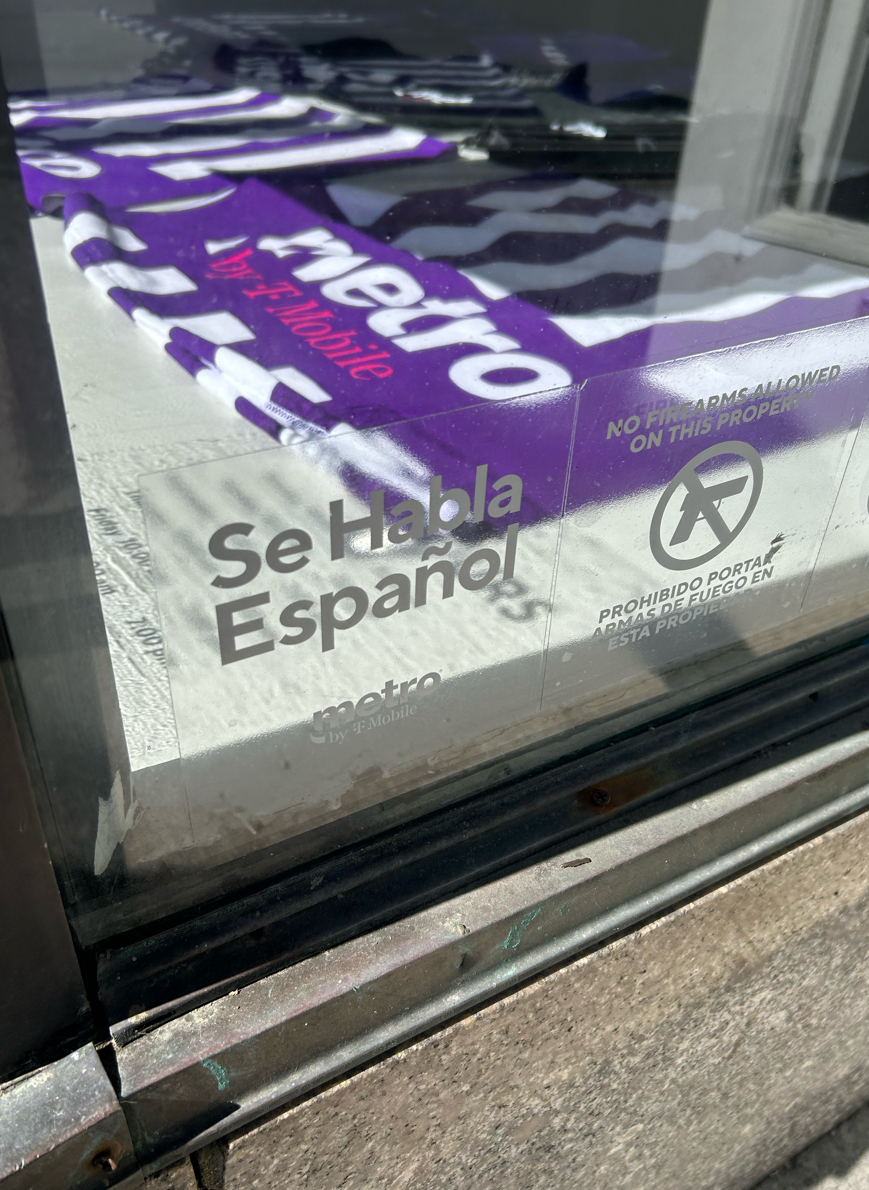 metro
by T Mobile
NO FIREARMS ALLOWED
ON THIS PROPERTY
Se Habla
Español
PROHIBIDO PORTAR
ARMAS DE FUEGO EN
ESTA
metro
by T Mobile